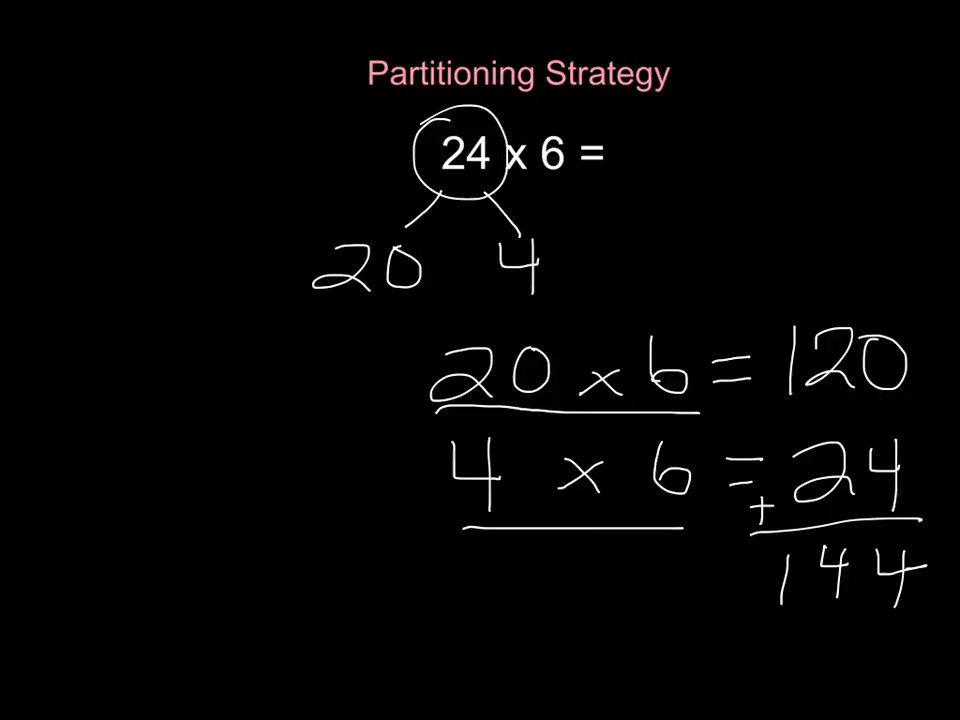 Partitioning Strategy
24 x 6 =
20 4
20 x 6 = 120
4 x 6 = 24
+
144